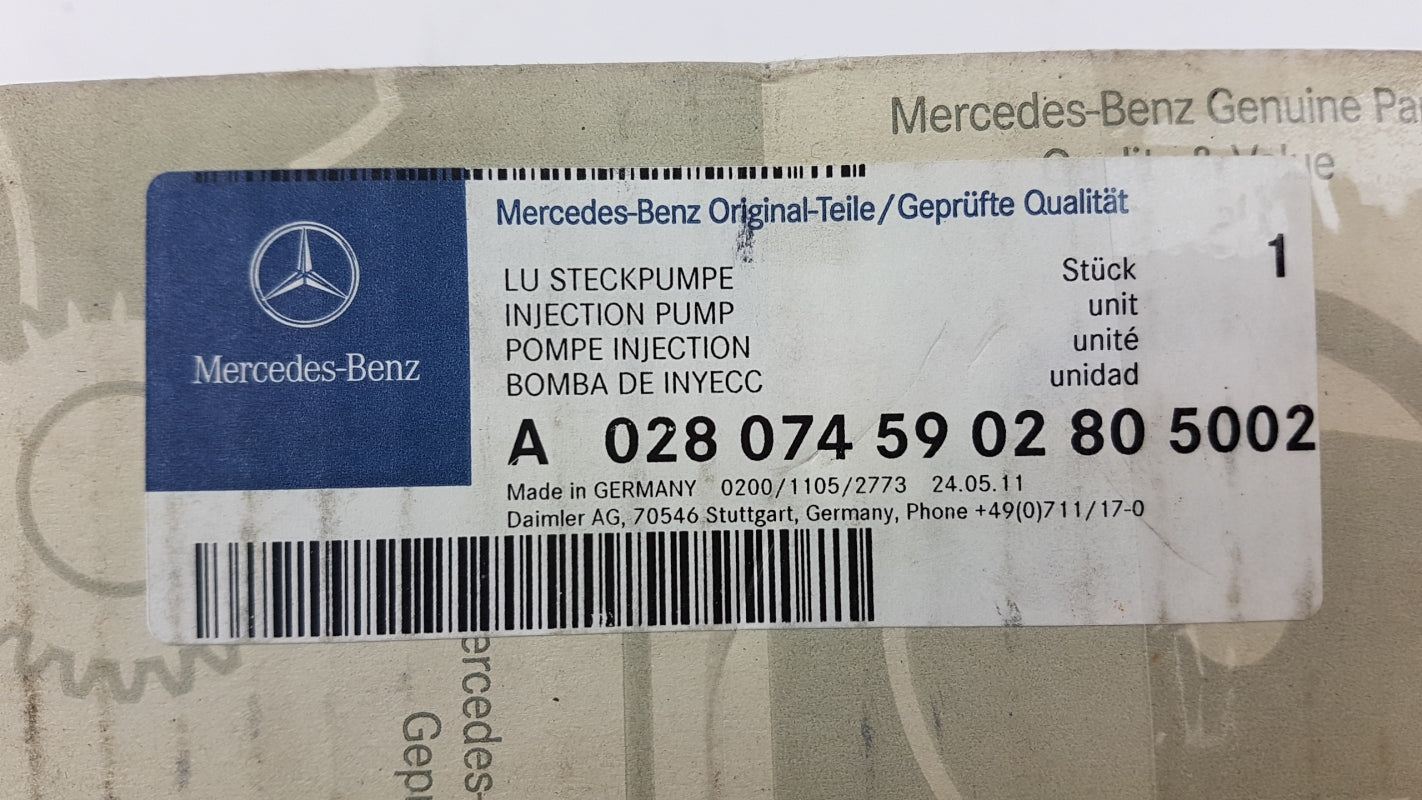 Mercedes-Benz Genuine
Mercedes-Benz Original-Teile/Geprüfte Qualität
LU STECKPUMPE Stück 1
INJECTION PUMP unit
POMPE INJECTION unité
BOMBA DE INYECC unidad
Mercedes-Benz
A 028 074 59 02 80 5002
Made in GERMANY 0200/1105/2773 24.05.11
Daimler AG, 70546 Stuttgart, Germany, Phone +49(0)711/17-0